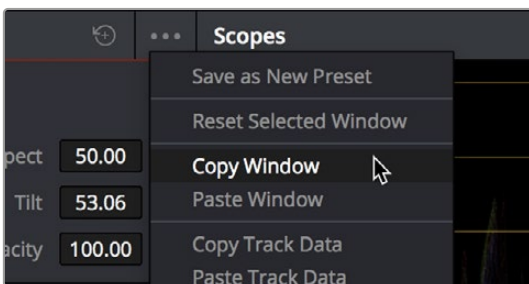 Scopes
Save as New Preset
Reset Selected Window
pect 50.00
Copy Window
Tilt 53.06
Paste Window
acity 100.00
Copy Track Data
Paste Track Data